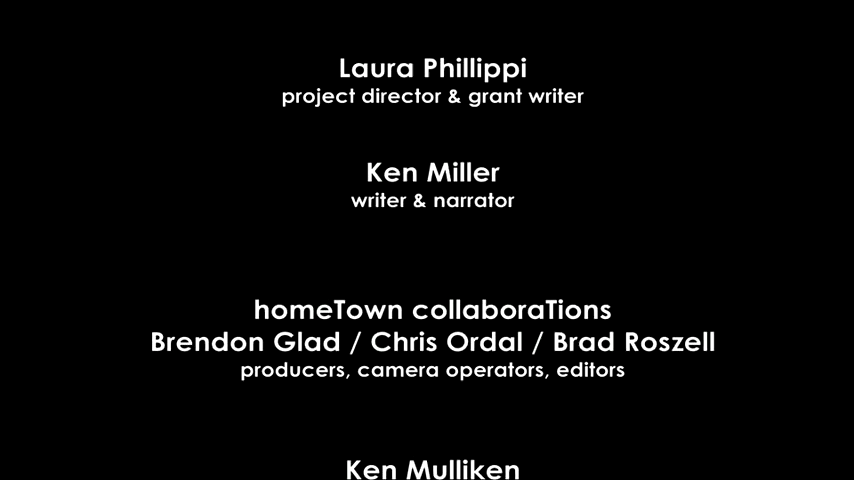 Laura Phillippi
project director & grant writer
Ken Miller
writer & narrator
homeTown collaboraTions
Brendon Glad / Chris Ordal / Brad Roszell
producers, camera operators, editors
Ken Mulliken